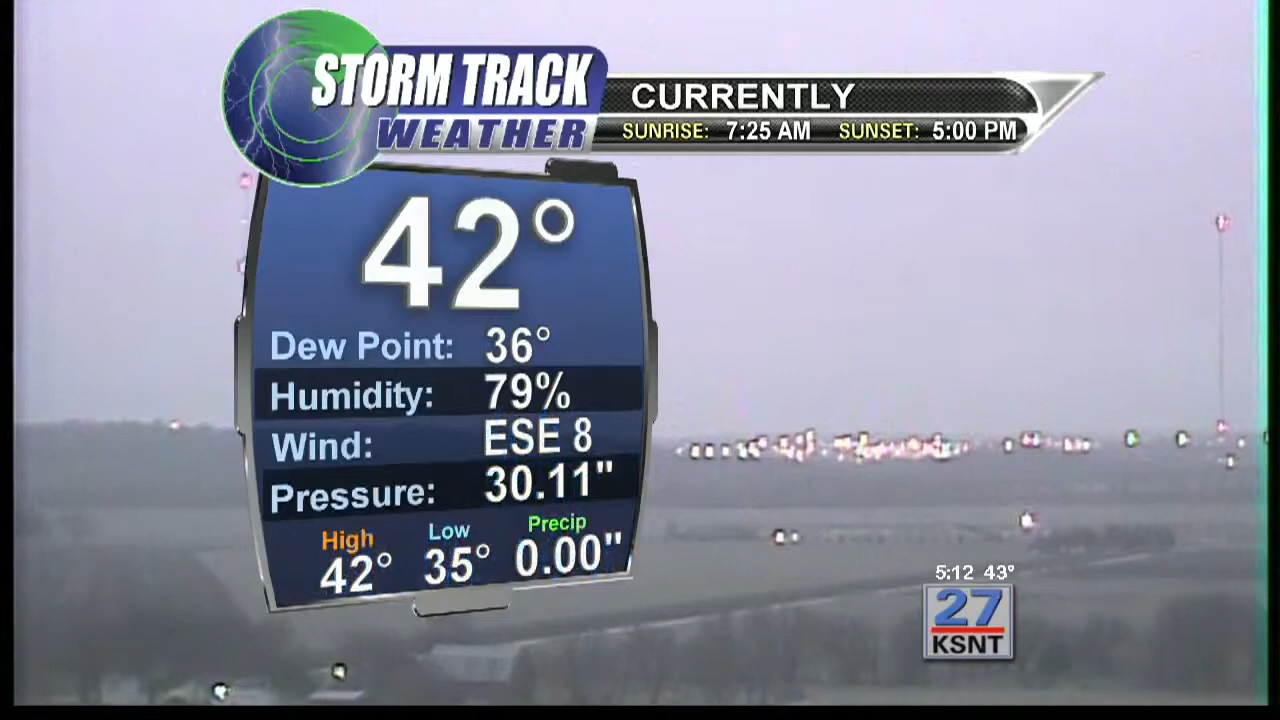 STORM TRACK
WEATHER
CURRENTLY
SUNRISE: 7:25 AM SUNSET: 5:00 PM
42°
Dew Point: 36°
Humidity: 79%
Wind: ESE 8
Pressure: 30.11"
High Low Precip
42° 35° 0.00"
5:12 43°
27
KSNT